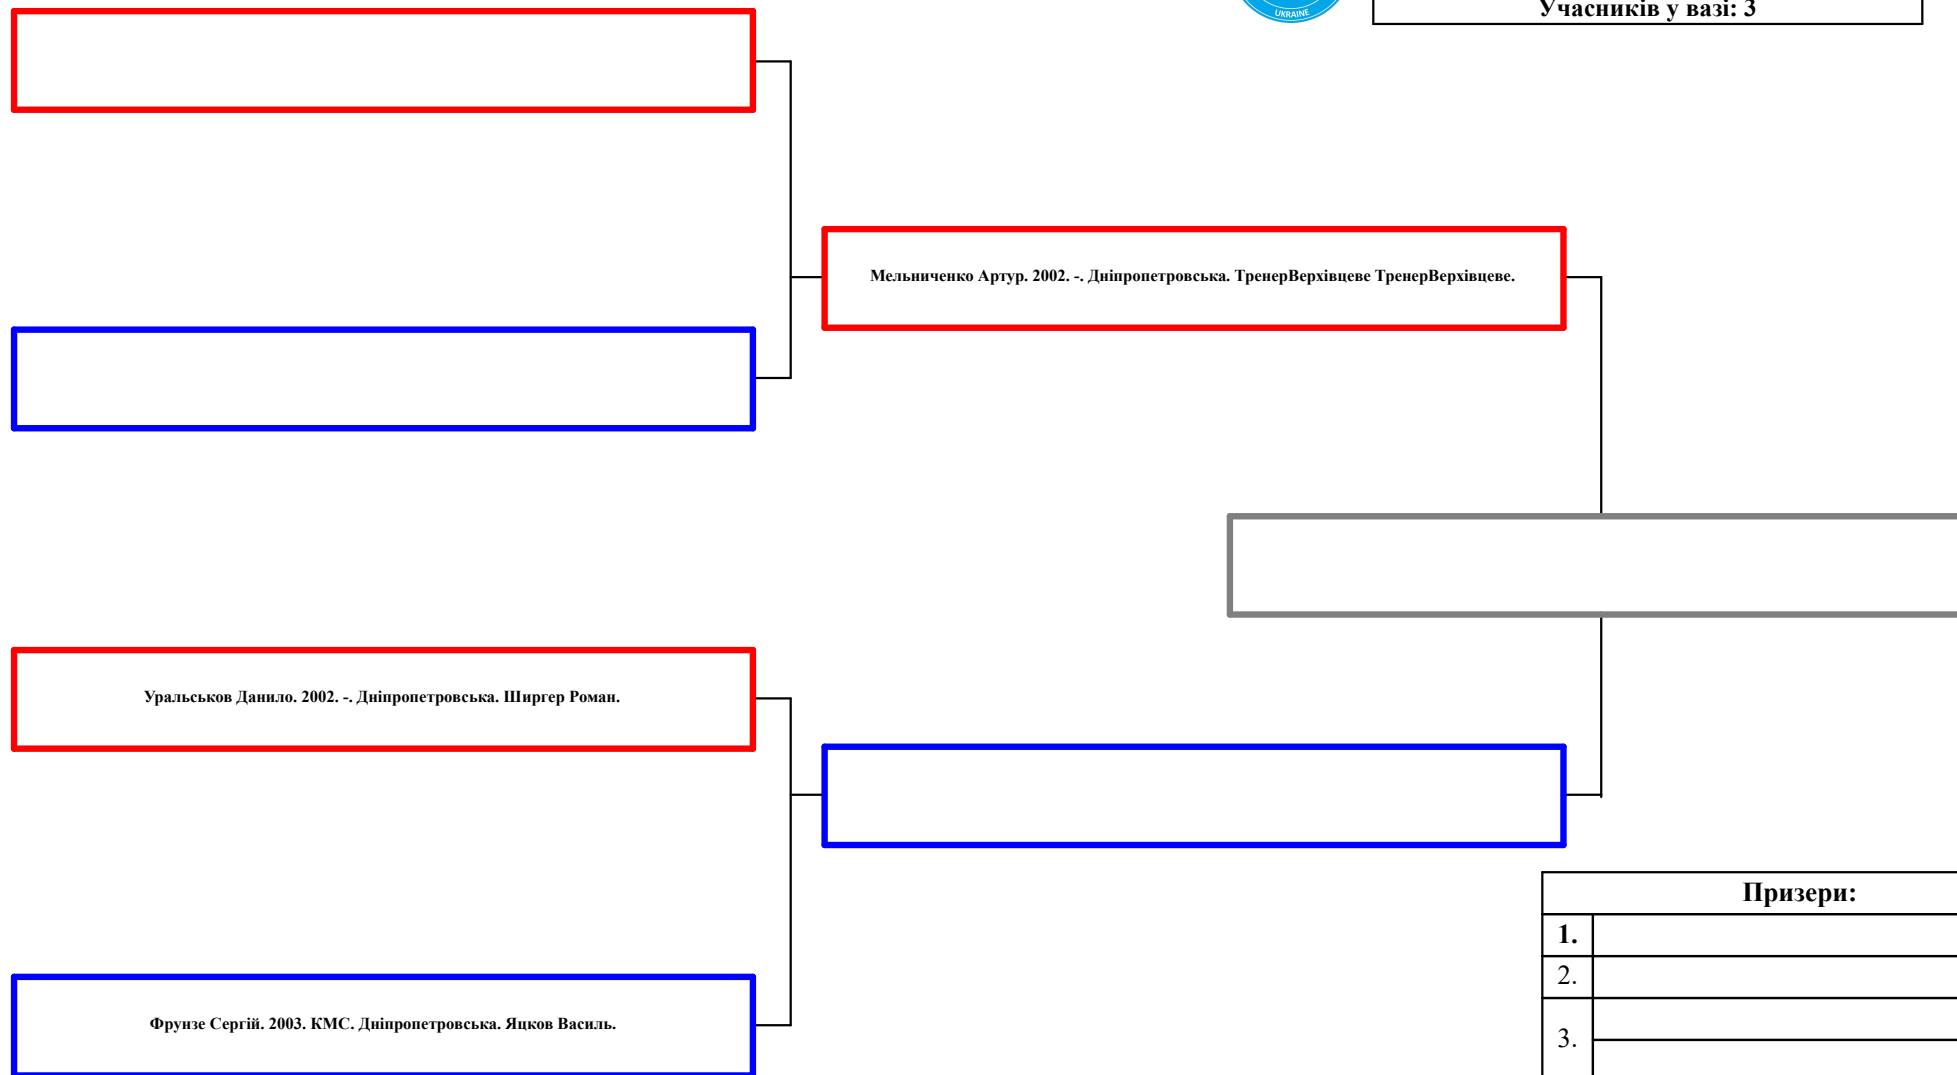 UKRAINE
Учасників у вазі: 3
Мельниченко Артур. 2002. -. Дніпропетровська. ТренерВерхівцеве ТренерВерхівцеве.
Уральськов Данило. 2002. -. Дніпропетровська. Ширгер Роман.
Фрунзе Сергій. 2003. КМС. Дніпропетровська. Яцков Василь.
Призери:
1.
2.
3.